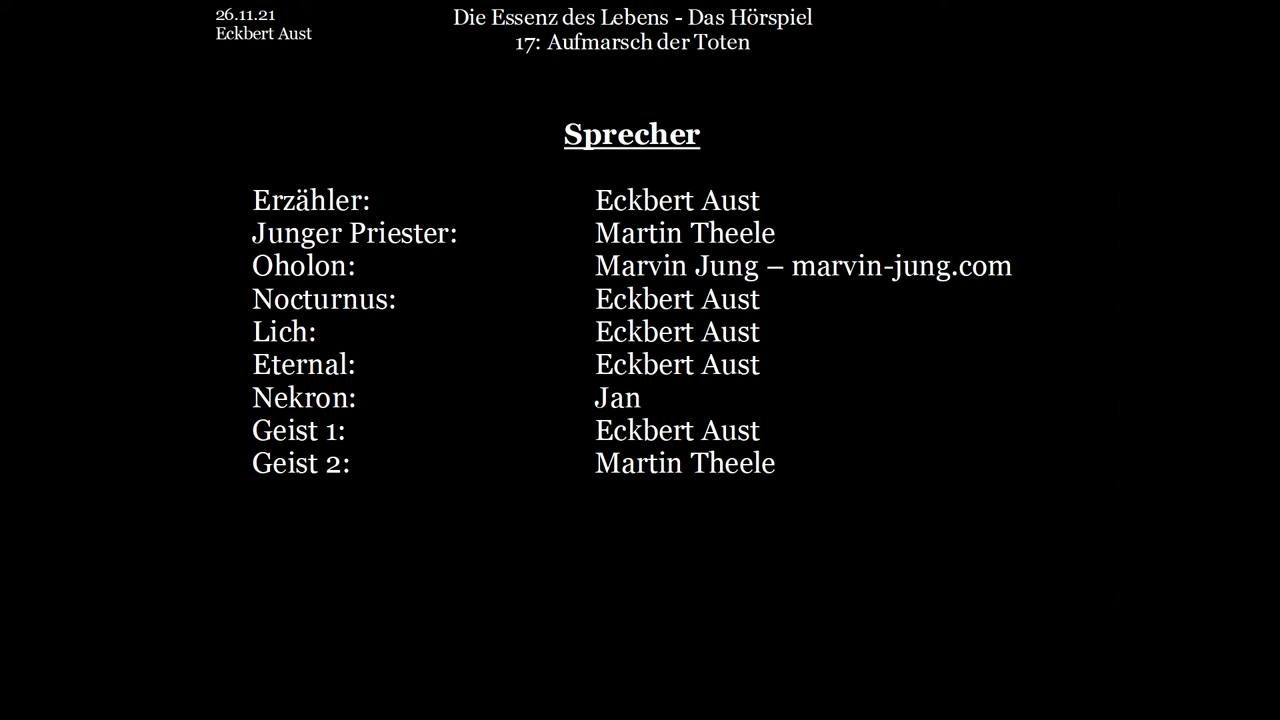 26.11.21
Eckbert Aust
Die Essenz des Lebens - Das Hörspiel
17: Aufmarsch der Toten
Sprecher
Erzähler: Eckbert Aust
Junger Priester: Martin Theele
Oholon: Marvin Jung – marvin-jung.com
Nocturnus: Eckbert Aust
Lich: Eckbert Aust
Eternal: Eckbert Aust
Nekron: Jan
Geist 1: Eckbert Aust
Geist 2: Martin Theele